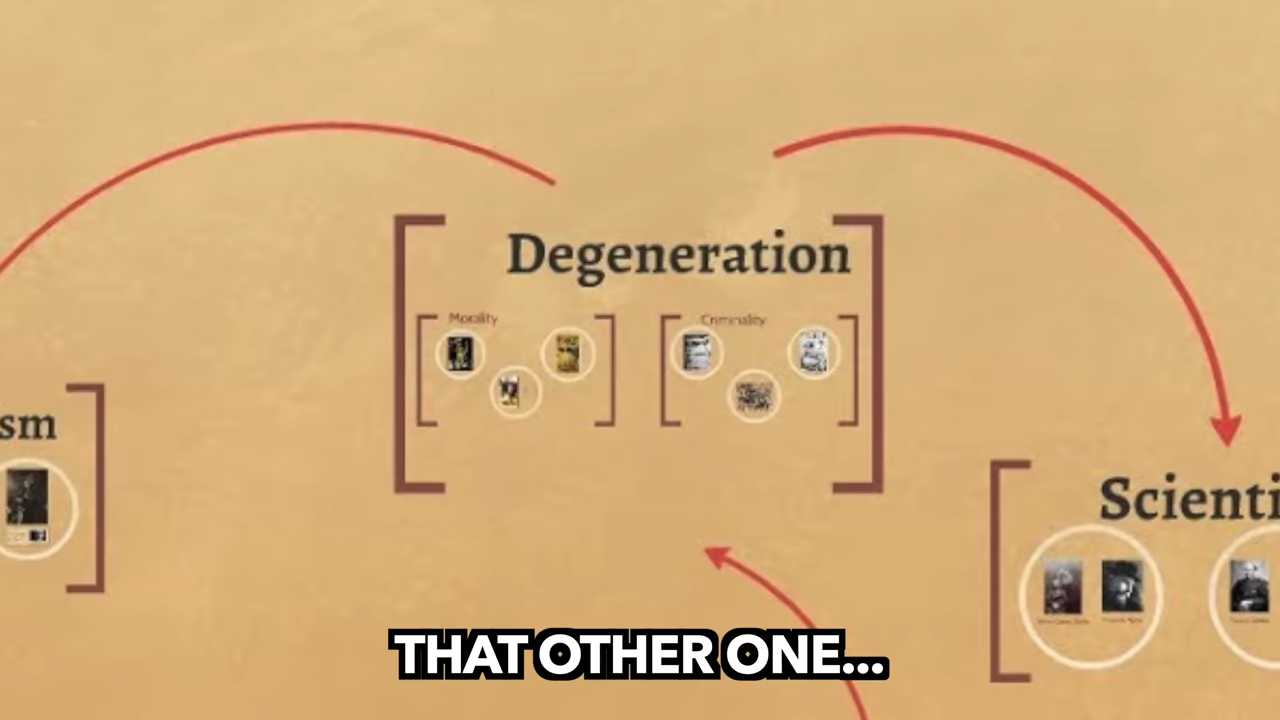 Degeneration
Morality
Criminality
sm
Scienti
THAT OTHER ONE...